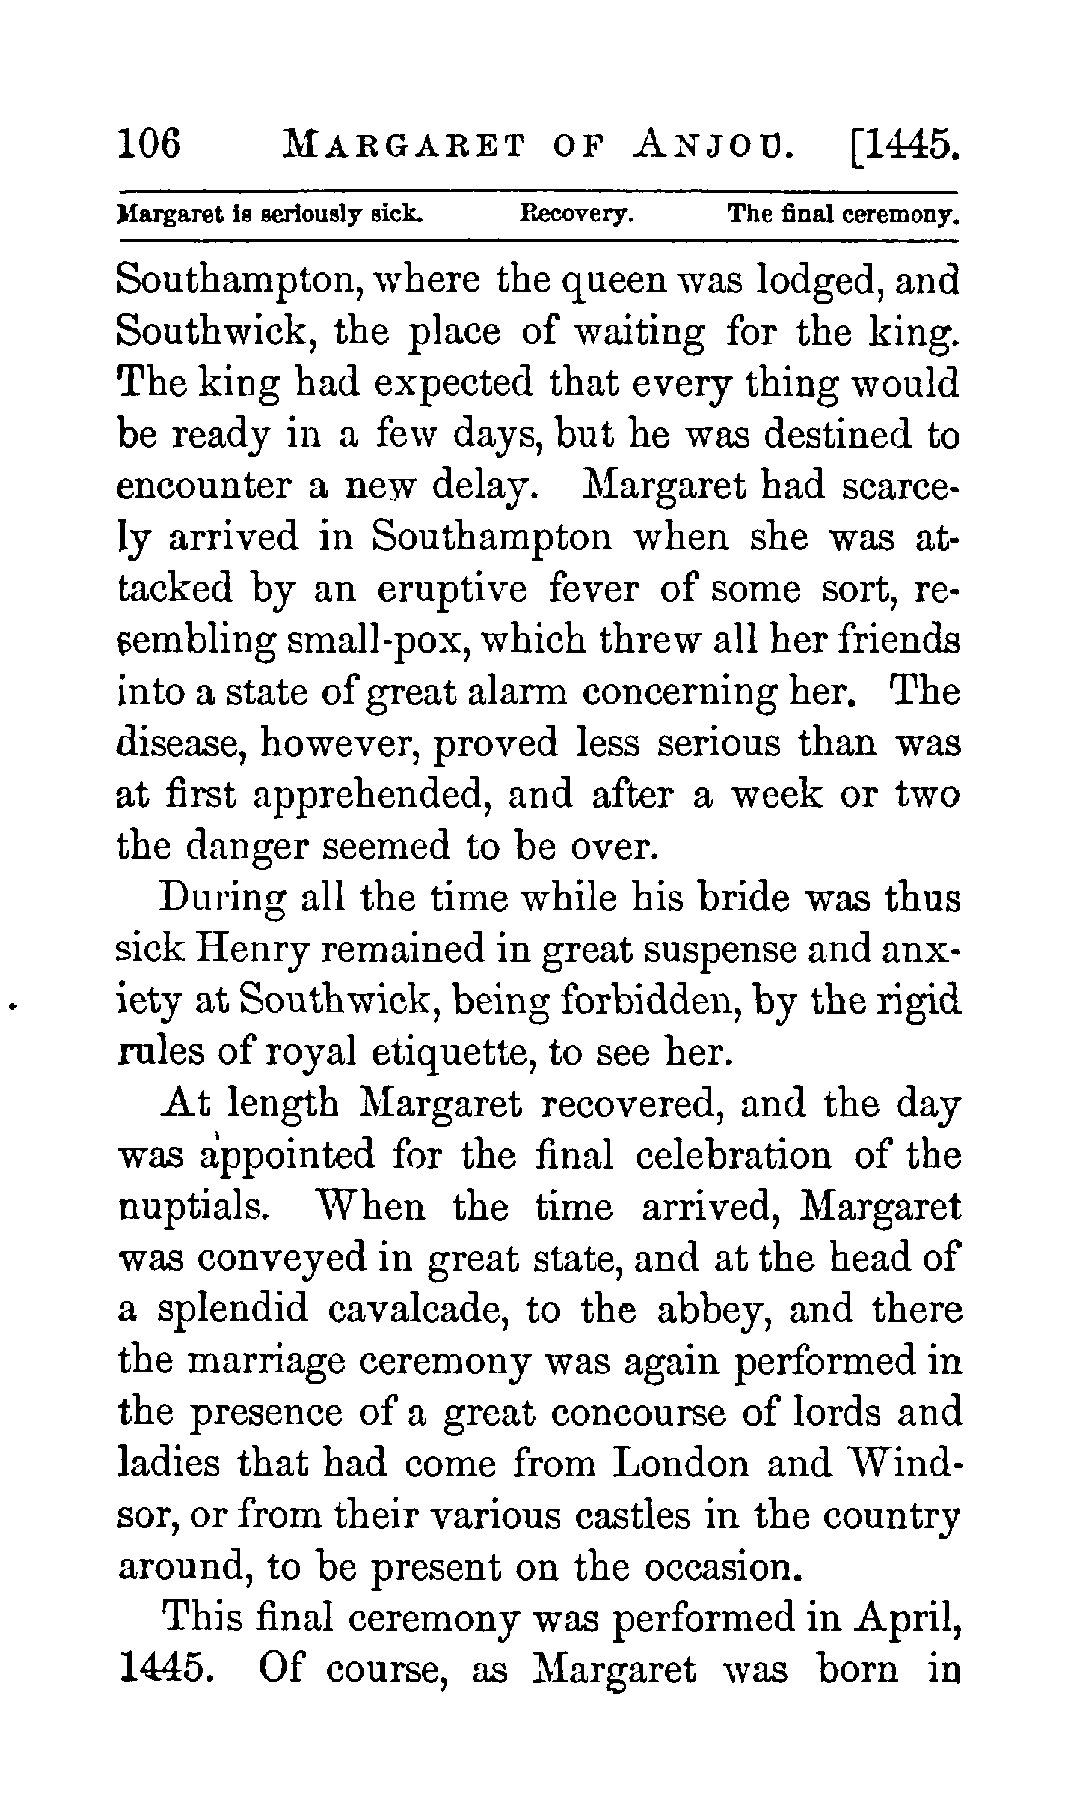 106 MARGARET OF ANJOU. [1445.
Margaret is seriously sick. Recovery. The final ceremony.
Southampton, where the queen was lodged, and
Southwick, the place of waiting for the king.
The king had expected that every thing would
be ready in a few days, but he was destined to
encounter a new delay. Margaret had scarce-
ly arrived in Southampton when she was at-
tacked by an eruptive fever of some sort, re-
sembling small-pox, which threw all her friends
into a state of great alarm concerning her. The
disease, however, proved less serious than was
at first apprehended, and after a week or two
the danger seemed to be over.
During all the time while his bride was thus
sick Henry remained in great suspense and anx-
iety at Southwick, being forbidden, by the rigid
rules of royal etiquette, to see her.
At length Margaret recovered, and the day
was appointed for the final celebration of the
nuptials. When the time arrived, Margaret
was conveyed in great state, and at the head of
a splendid cavalcade, to the abbey, and there
the marriage ceremony was again performed in
the presence of a great concourse of lords and
ladies that had come from London and Wind-
sor, or from their various castles in the country
around, to be present on the occasion.
This final ceremony was performed in April,
1445. Of course, as Margaret was born in